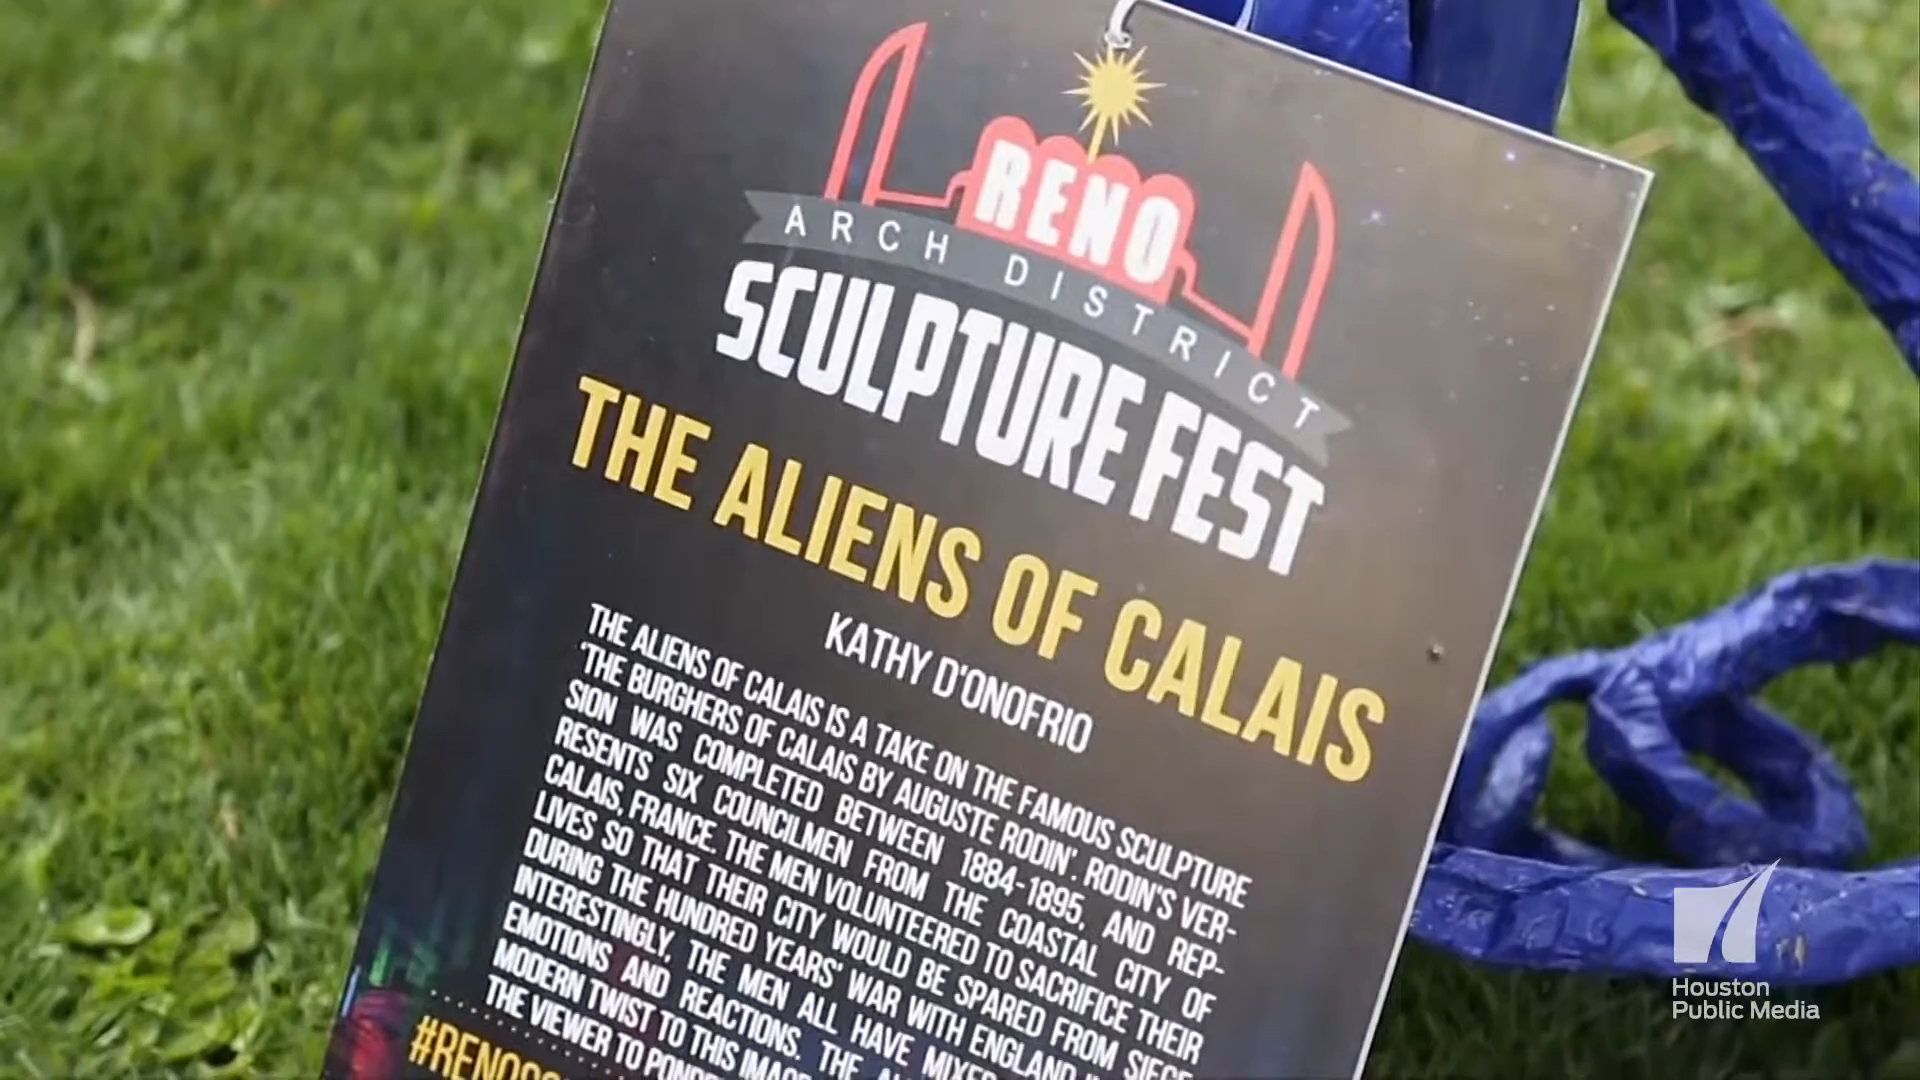 RENO
ARCH DISTRICT
SCULPTURE FEST
THE ALIENS OF CALAIS
KATHY D'ONOFRIO
THE ALIENS OF CALAIS IS A TAKE ON THE FAMOUS SCULPTURE
'THE BURGHERS OF CALAIS BY AUGUSTE RODIN'. RODIN'S VER-
SION WAS COMPLETED BETWEEN 1884-1895, AND REP-
RESENTS SIX COUNCILMEN FROM THE COASTAL CITY OF
CALAIS, FRANCE. THE MEN VOLUNTEERED TO SACRIFICE THEIR
LIVES SO THAT THEIR CITY WOULD BE SPARED FROM SIEGE
DURING THE HUNDRED YEARS' WAR WITH ENGLAND
INTERESTINGLY, THE MEN ALL HAVE MIXED
EMOTIONS AND REACTIONS. THE
MODERN TWIST TO THIS
THE VIEWER TO
Houston
Public Media